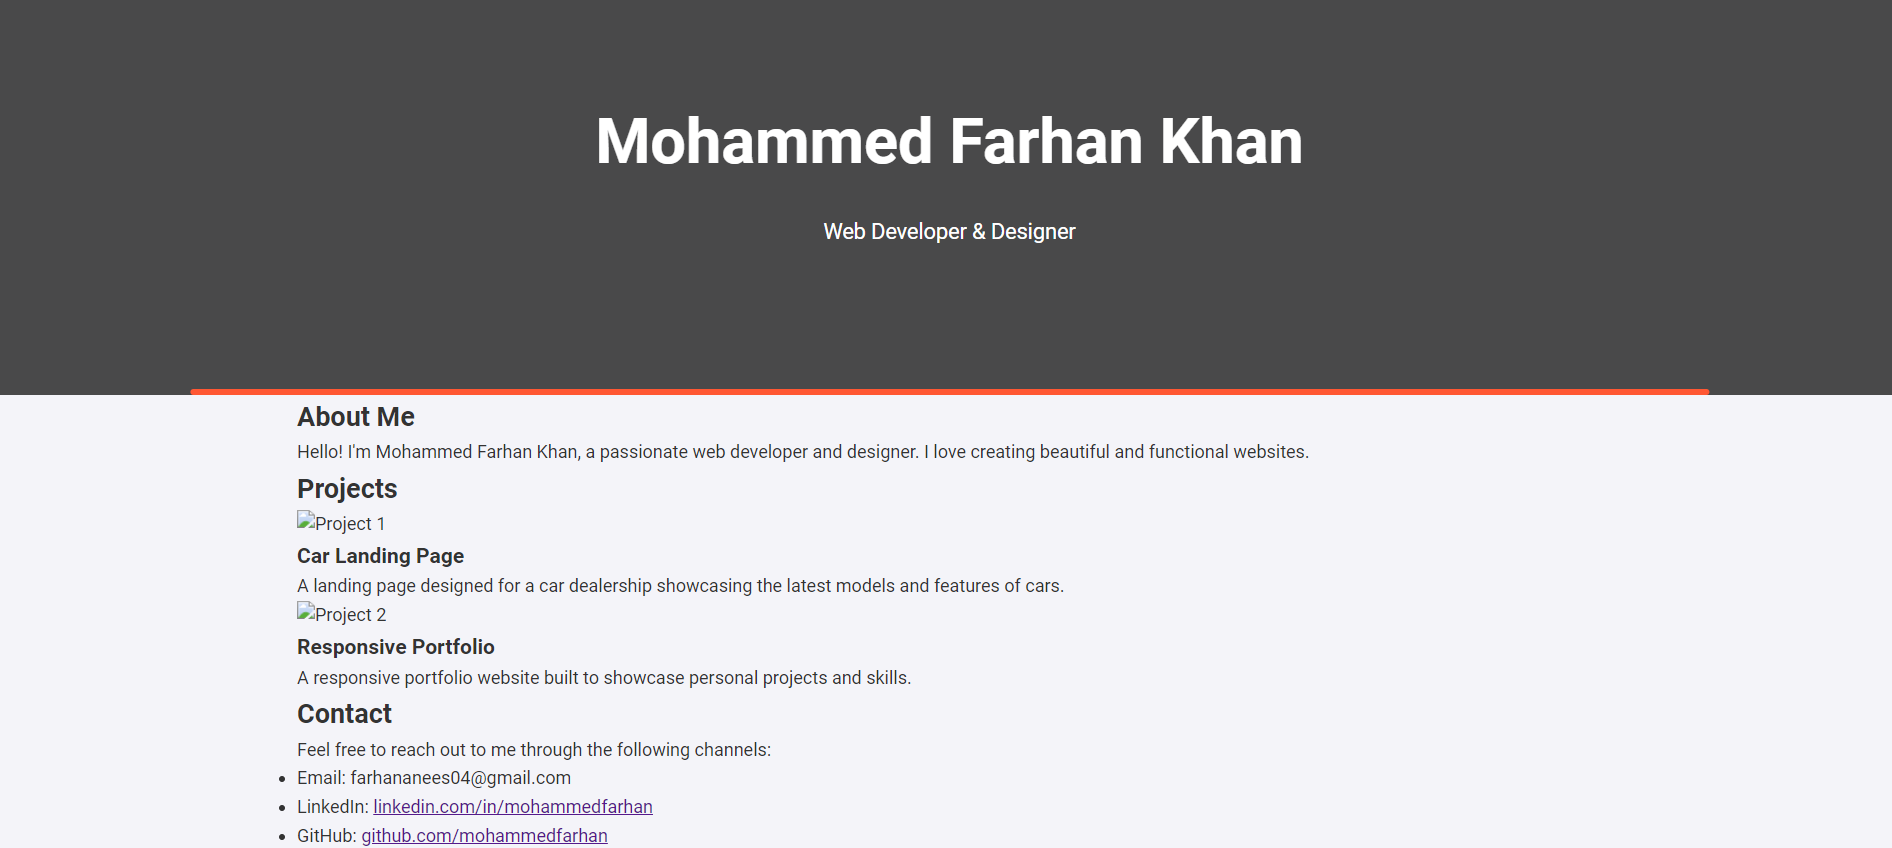 Mohammed Farhan Khan
Web Developer & Designer
About Me
Hello! I'm Mohammed Farhan Khan, a passionate web developer and designer. I love creating beautiful and functional websites.
Projects
Project 1
Car Landing Page
A landing page designed for a car dealership showcasing the latest models and features of cars.
Project 2
Responsive Portfolio
A responsive portfolio website built to showcase personal projects and skills.
Contact
Feel free to reach out to me through the following channels:
Email: farhananees04@gmail.com
LinkedIn: linkedin.com/in/mohammedfarhan
GitHub: github.com/mohammedfarhan